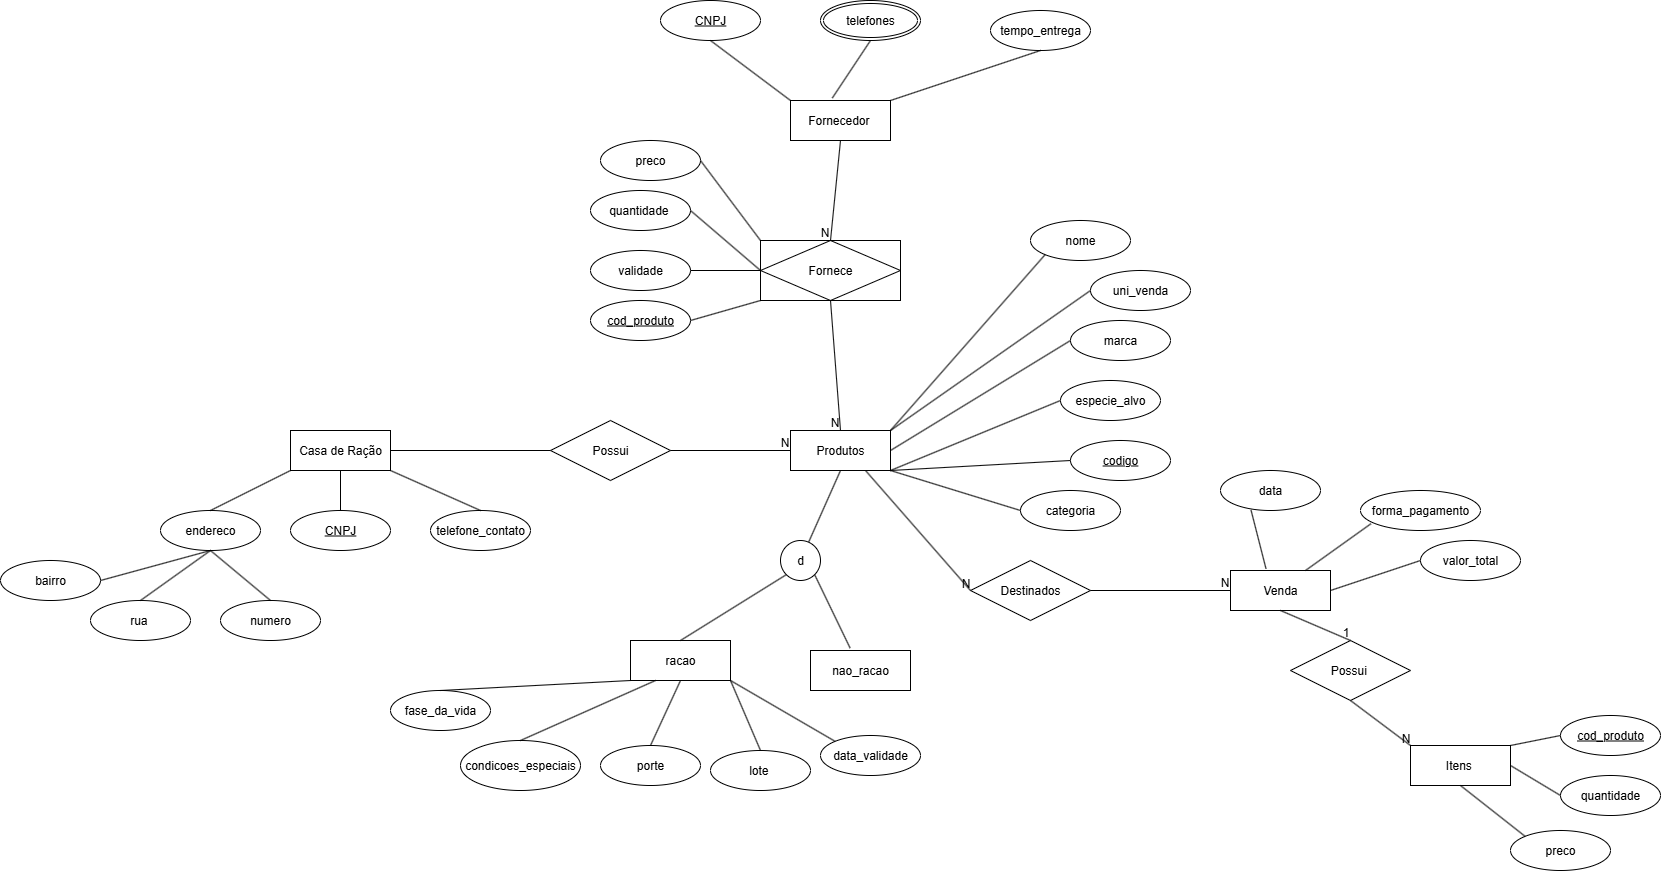 CNPJ
telefones
tempo_entrega
Fornecedor
preco
quantidade
N
validade
Fornece
cod_produto
nome
uni_venda
marca
especie_alvo
codigo
categoria
N
Casa de Ração
Possui
N
Produtos
endereco
CNPJ
telefone_contato
bairro
rua
numero
d
data
forma_pagamento
valor_total
N
Destinados
N
Venda
racao
nao_racao
1
Possui
fase_da_vida
condicoes_especiais
porte
lote
data_validade
N
Itens
cod_produto
quantidade
preco